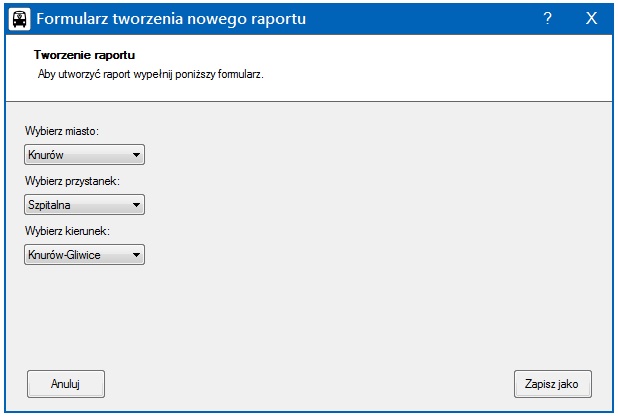 Formularz tworzenia nowego raportu ? X
Tworzenie raportu
Aby utworzyć raport wypełnij poniższy formularz.
Wybierz miasto:
Knurów
Wybierz przystanek:
Szpitalna
Wybierz kierunek:
Knurów-Gliwice
Anuluj
Zapisz jako